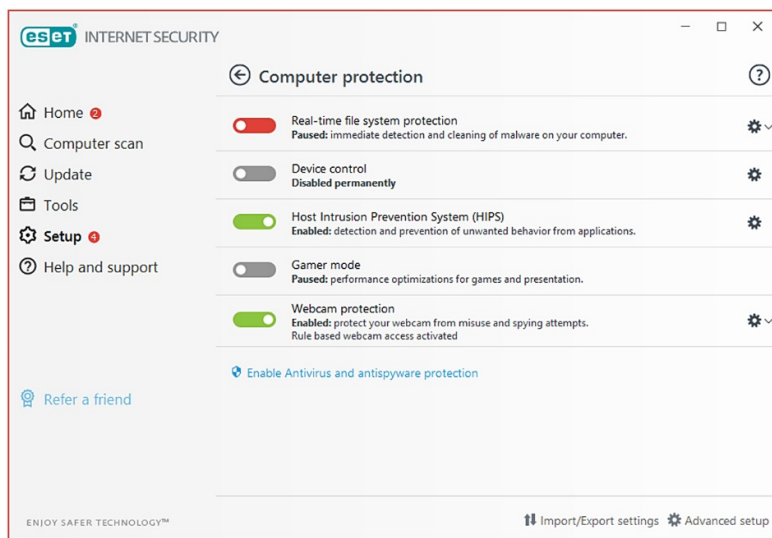 eset INTERNET SECURITY
Computer protection
Home 2
Computer scan
Update
Tools
Setup 4
Help and support
Refer a friend
Real-time file system protection
Paused: immediate detection and cleaning of malware on your computer.
Device control
Disabled permanently
Host Intrusion Prevention System (HIPS)
Enabled: detection and prevention of unwanted behavior from applications.
Gamer mode
Paused: performance optimizations for games and presentation.
Webcam protection
Enabled: protect your webcam from misuse and spying attempts.
Rule based webcam access activated
Enable Antivirus and antispyware protection
ENJOY SAFER TECHNOLOGY™
Import/Export settings Advanced setup